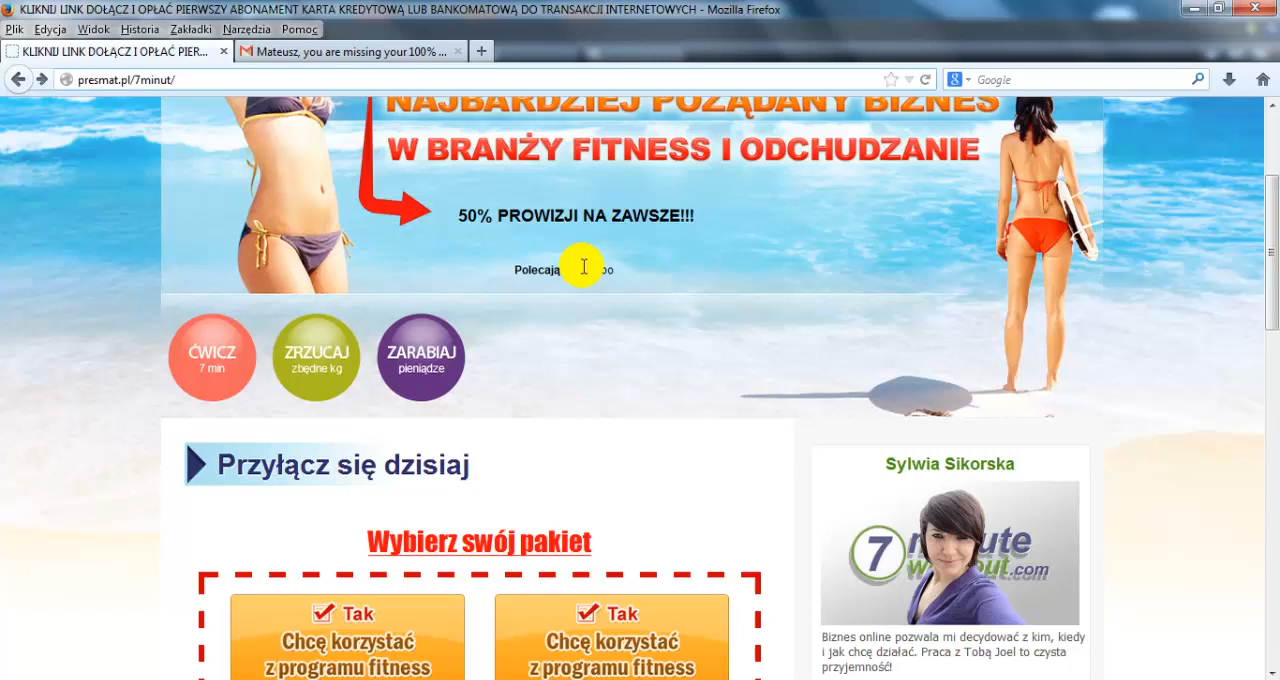 KLIKNIJ LINK DOŁĄCZ I OPŁAĆ PIERWSZY ABONAMENT KARTA KREDYTOWĄ LUB BANKOMATOWĄ DO TRANSAKCJI INTERNETOWYCH - Mozilla Firefox
Plik Edycja Widok Historia Zakładki Narzędzia Pomoc
KLIKNIJ LINK DOŁĄCZ I OPŁAĆ PIER... Mateusz, you are missing your 100% ...
presmat.pl/7minut/ Google
NAJBARDZIEJ POŻĄDANY BIZNES
W BRANŻY FITNESS I ODCHUDZANIE
50% PROWIZJI NA ZAWSZE!!!
ĆWICZ
7 min
ZRZUCAJ
zbędne kg
ZARABIAJ
pieniądze
Przyłącz się dzisiaj
Wybierz swój pakiet
Tak
Chcę korzystać
z programu fitness
Tak
Chcę korzystać
z programu fitness
Sylwia Sikorska
7
.com
Biznes online pozwala mi decydować z kim, kiedy
i jak chcę działać. Praca z Tobą Joel to czysta
przyjemność!